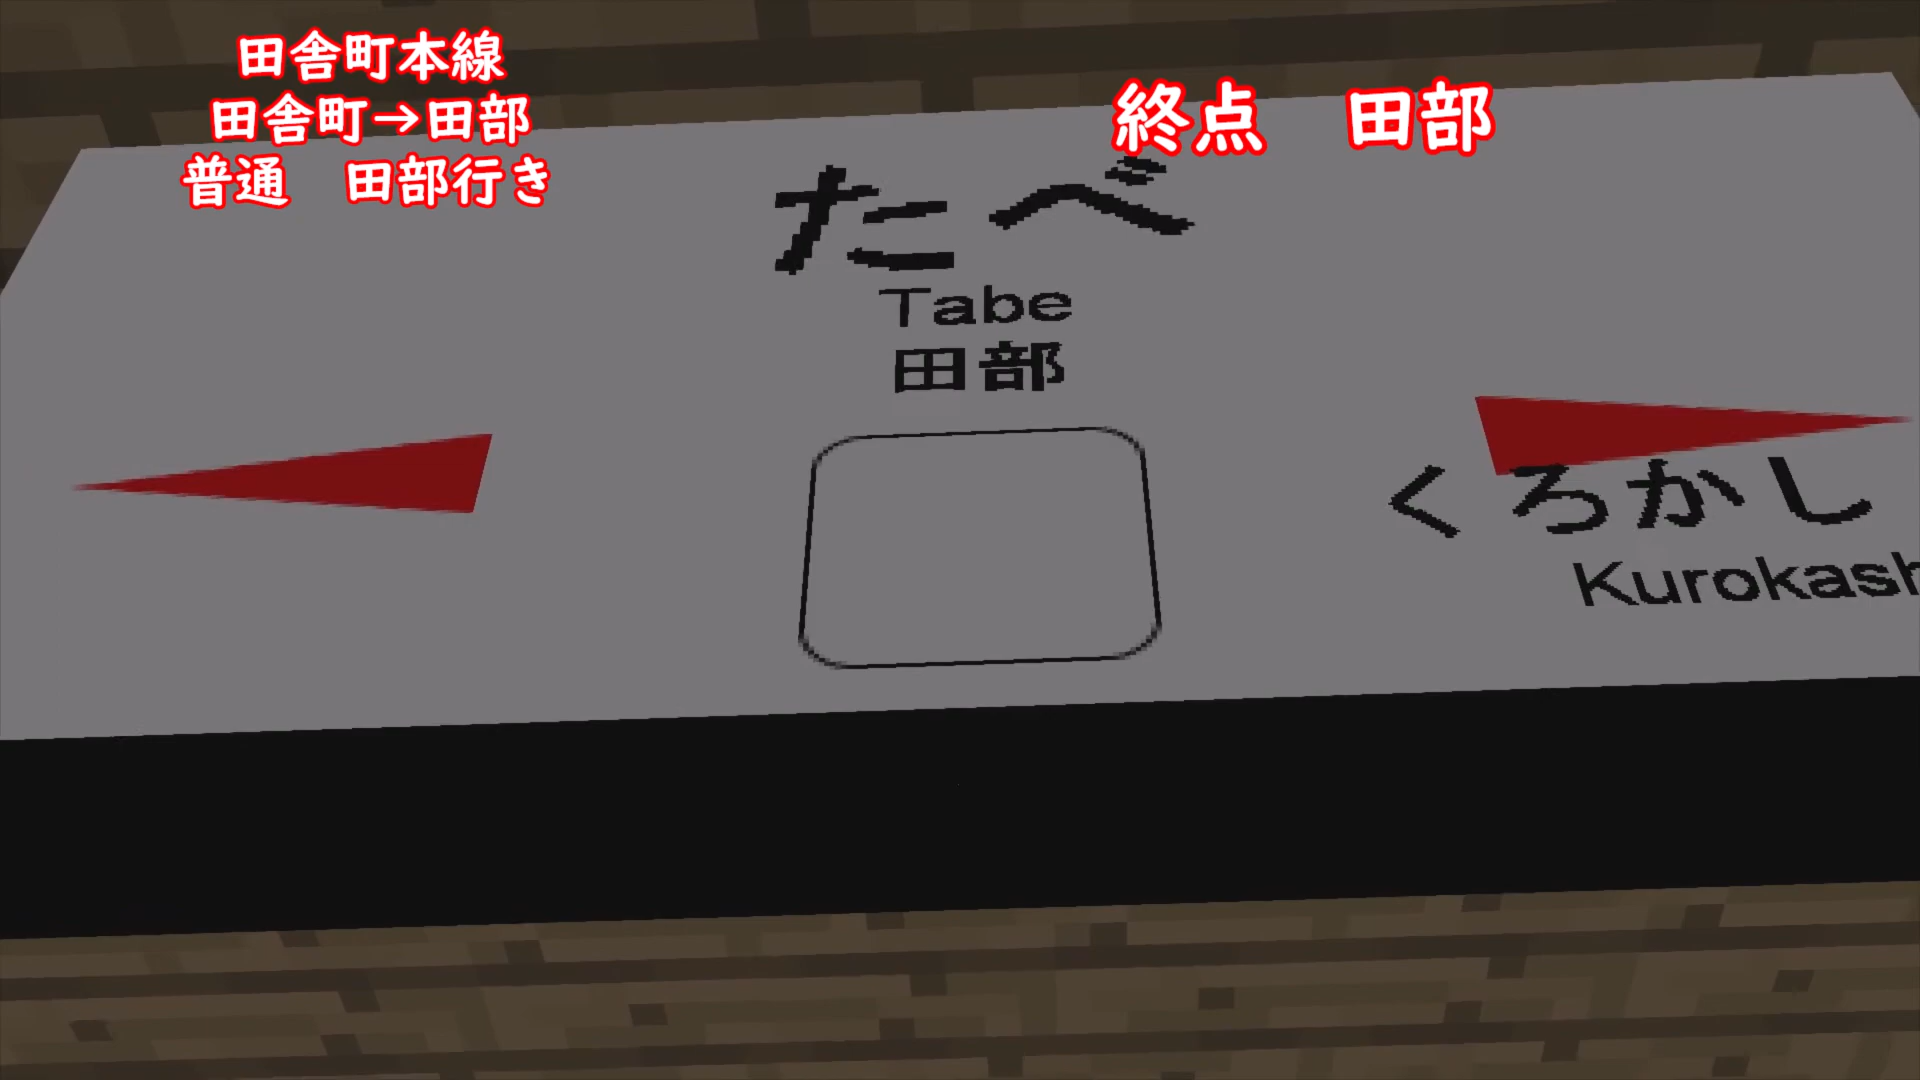 田舎町本線
田舎町→田部
普通　田部行き
終点　田部
たべ
Tabe
田部
くろかし
Kurokash